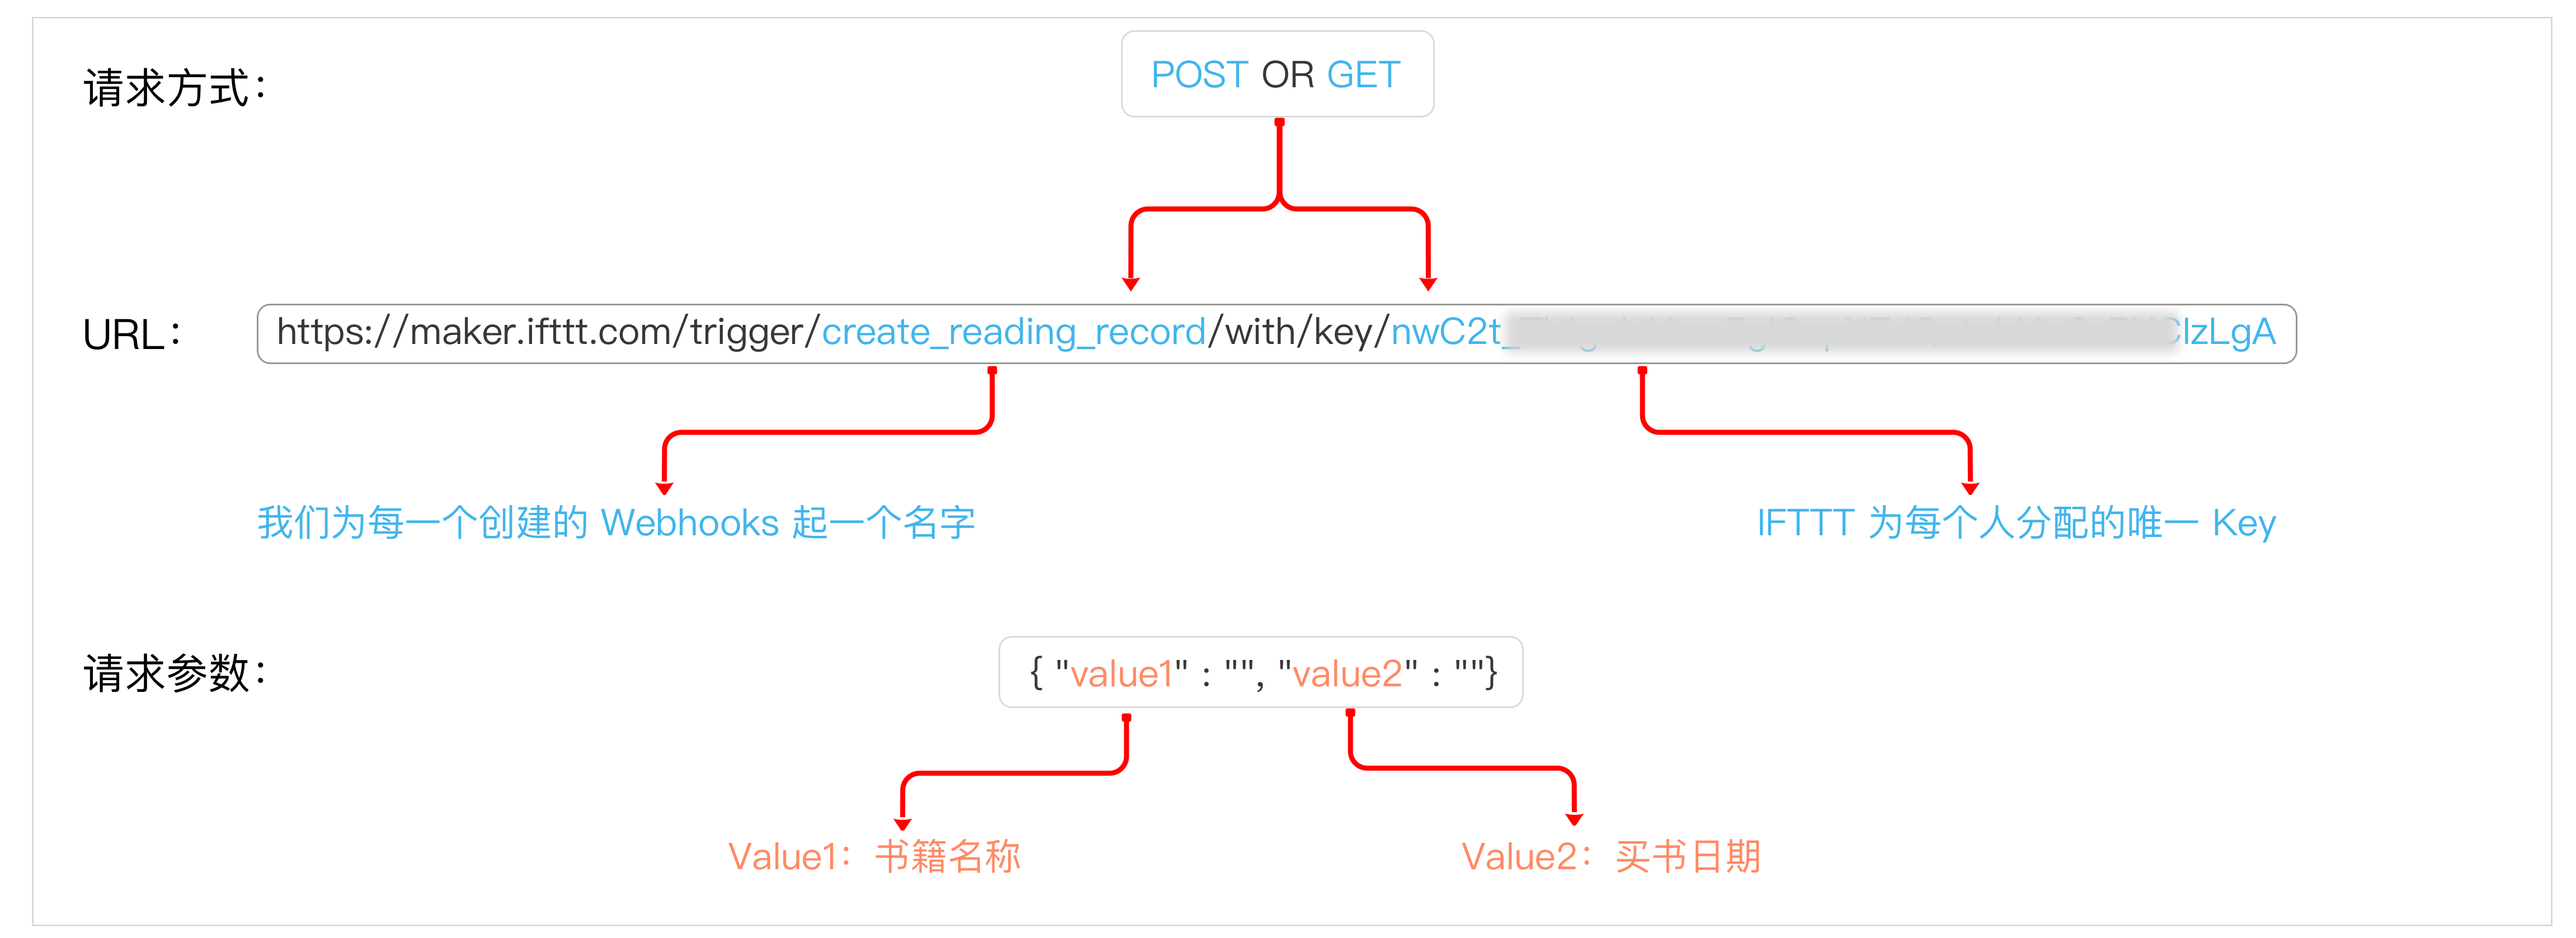 请求方式：
POST OR GET
URL：
https://maker.ifttt.com/trigger/create_reading_record/with/key/nwC2t_ ClzLgA
我们为每一个创建的 Webhooks 起一个名字
IFTTT 为每个人分配的唯一 Key
请求参数：
{ "value1" : "", "value2" : ""}
Value1：书籍名称
Value2：买书日期